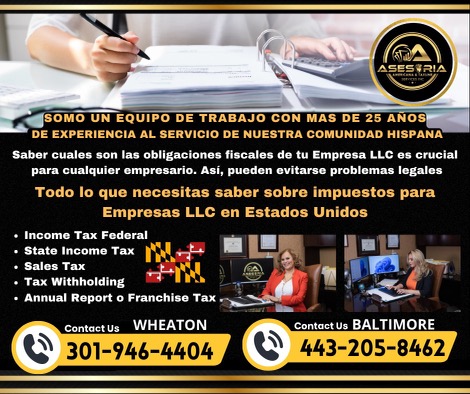 ASESORIA
AMERICANA & TAXING
SERVICES INC
SOMO UN EQUIPO DE TRABAJO CON MAS DE 25 AÑOS
DE EXPERIENCIA AL SERVICIO DE NUESTRA COMUNIDAD HISPANA
Saber cuales son las obligaciones fiscales de tu Empresa LLC es crucial
para cualquier empresario. Así, pueden evitarse problemas legales
Todo lo que necesitas saber sobre impuestos para
Empresas LLC en Estados Unidos
• Income Tax Federal
• State Income Tax
• Sales Tax
• Tax Withholding
• Annual Report o Franchise Tax
Contact Us WHEATON
301-946-4404
Contact Us BALTIMORE
443-205-8462